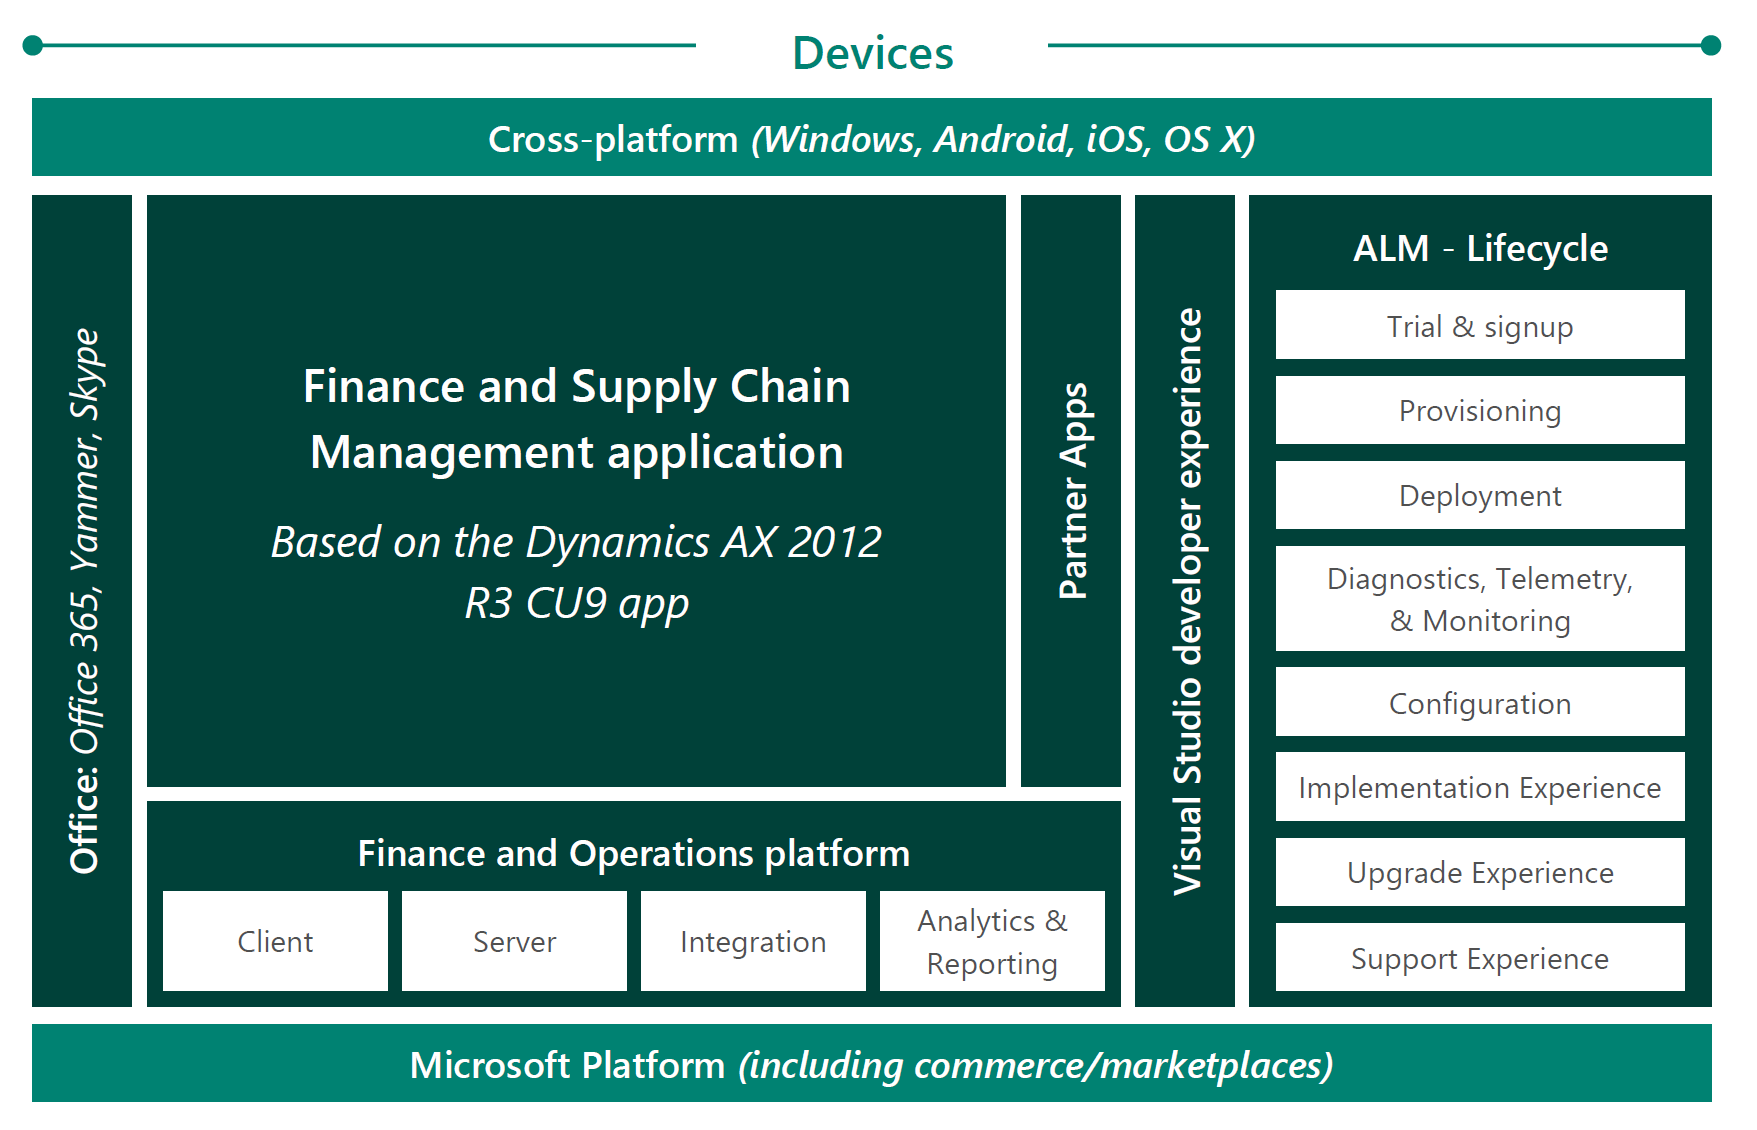 Devices
Cross-platform (Windows, Android, iOS, OS X)
Office: Office 365, Yammer, Skype
Finance and Supply Chain
Management application
Based on the Dynamics AX 2012
R3 CU9 app
Partner Apps
Finance and Operations platform
Client
Server
Integration
Analytics &
Reporting
Visual Studio developer experience
ALM - Lifecycle
Trial & signup
Provisioning
Deployment
Diagnostics, Telemetry,
& Monitoring
Configuration
Implementation Experience
Upgrade Experience
Support Experience
Microsoft Platform (including commerce/marketplaces)